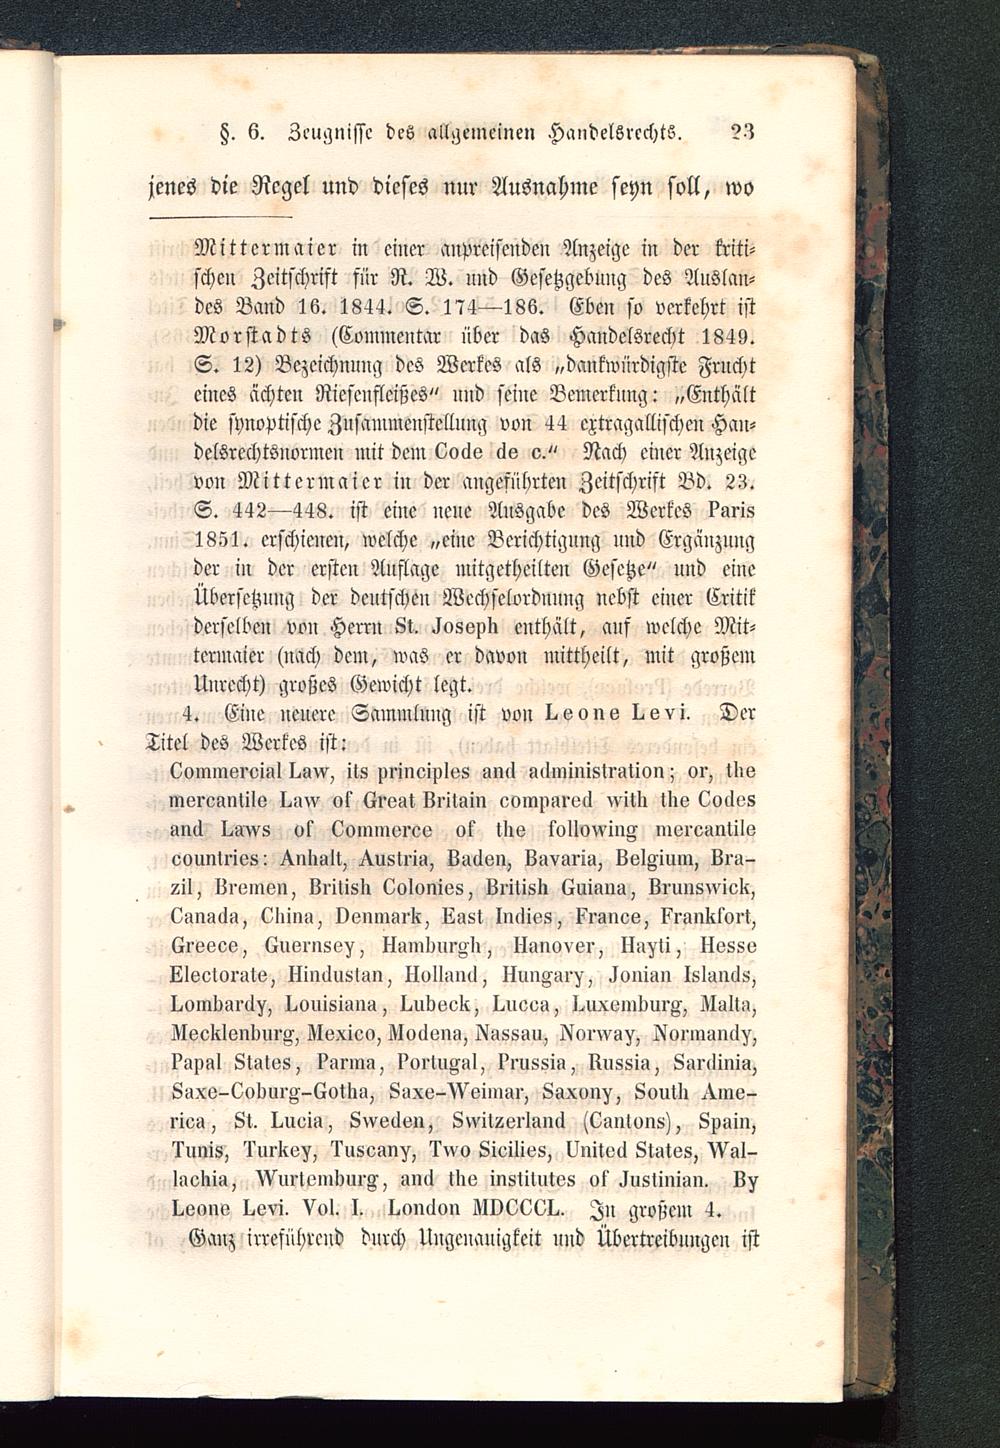 §. 6. Zeugnisse des allgemeinen Handelsrechts. 23
jenes die Regel und dieses nur Ausnahme seyn soll, wo
Mittermaier in einer anpreisenden Anzeige in der kriti-
schen Zeitschrift für R. W. und Gesetzgebung des Auslan-
des Band 16. 1844. S. 174—186. Eben so verkehrt ist
Morstadts (Commentar über das Handelsrecht 1849.
S. 12) Bezeichnung des Werkes als „dankwürdigste Frucht
eines ächten Riesenfleißes“ und seine Bemerkung: „Enthält
die synoptische Zusammenstellung von 44 extragallischen Han-
delsrechtsnormen mit dem Code de c.“ Nach einer Anzeige
von Mittermaier in der angeführten Zeitschrift Bd. 23.
S. 442—448. ist eine neue Ausgabe des Werkes Paris
1851. erschienen, welche „eine Berichtigung und Ergänzung
der in der ersten Auflage mitgetheilten Gesetze“ und eine
Übersetzung der deutschen Wechselordnung nebst einer Critik
derselben von Herrn St. Joseph enthält, auf welche Mit-
termaier (nach dem, was er davon mittheilt, mit großem
Unrecht) großes Gewicht legt.
4. Eine neuere Sammlung ist von Leone Levi. Der
Titel des Werkes ist:
Commercial Law, its principles and administration; or, the
mercantile Law of Great Britain compared with the Codes
and Laws of Commerce of the following mercantile
countries: Anhalt, Austria, Baden, Bavaria, Belgium, Bra-
zil, Bremen, British Colonies, British Guiana, Brunswick,
Canada, China, Denmark, East Indies, France, Frankfort,
Greece, Guernsey, Hamburgh, Hanover, Hayti, Hesse
Electorate, Hindustan, Holland, Hungary, Jonian Islands,
Lombardy, Louisiana, Lubeck, Lucca, Luxemburg, Malta,
Mecklenburg, Mexico, Modena, Nassau, Norway, Normandy,
Papal States, Parma, Portugal, Prussia, Russia, Sardinia,
Saxe-Coburg-Gotha, Saxe-Weimar, Saxony, South Ame-
rica, St. Lucia, Sweden, Switzerland (Cantons), Spain,
Tunis, Turkey, Tuscany, Two Sicilies, United States, Wal-
lachia, Wurtemburg, and the institutes of Justinian. By
Leone Levi. Vol. I. London MDCCCL. In großem 4.
Ganz irreführend durch Ungenauigkeit und Übertreibungen ist